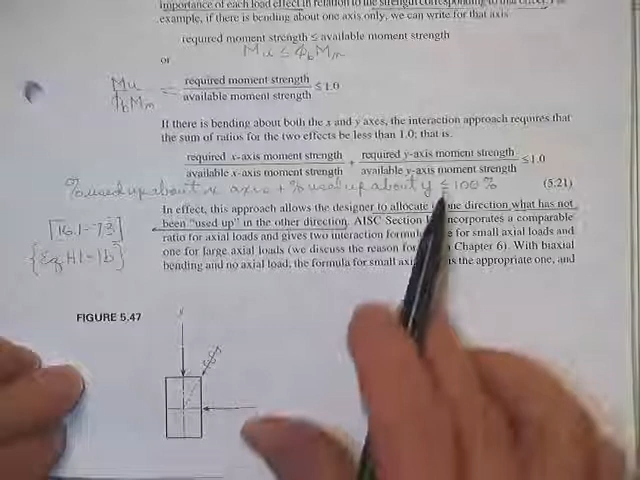 importance of each load effect in relation to the strength corresponding to that effect.
example, if there is bending about one axis only, we can write for that axis
required moment strength ≤ available moment strength
Mu ≤ ϕbMn
or
Mu/ϕbMn = required moment strength / available moment strength ≤ 1.0
If there is bending about both the x and y axes, the interaction approach requires that
the sum of ratios for the two effects be less than 1.0; that is,
required x-axis moment strength / available x-axis moment strength + required y-axis moment strength / available y-axis moment strength ≤ 1.0
(5.21)
% used up about x axis + % used up about y ≤ 100%
In effect, this approach allows the designer to allocate one direction what has not
been "used up" in the other direction. AISC Section incorporates a comparable
ratio for axial loads and gives two interaction for small axial loads and
one for large axial loads (we discuss the reason for Chapter 6). With biaxial
bending and no axial load, the formula for small is the appropriate one, and
[16.1-73]
{Eq H1-1b}
FIGURE 5.47